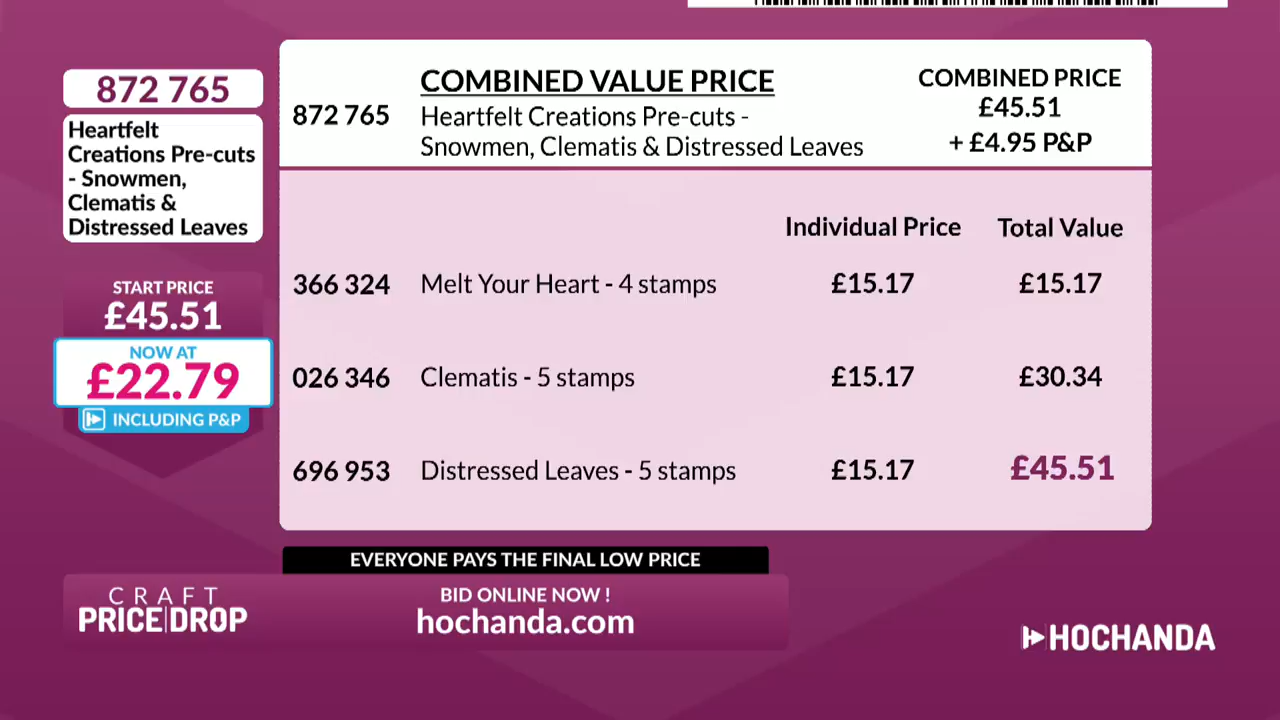 872 765
Heartfelt
Creations Pre-cuts
- Snowmen,
Clematis &
Distressed Leaves
START PRICE
£45.51
NOW AT
£22.79
INCLUDING P&P
COMBINED VALUE PRICE
COMBINED PRICE
872 765
Heartfelt Creations Pre-cuts -
Snowmen, Clematis & Distressed Leaves
£45.51
+ £4.95 P&P
Individual Price Total Value
366 324 Melt Your Heart - 4 stamps £15.17 £15.17
026 346 Clematis - 5 stamps £15.17 £30.34
696 953 Distressed Leaves - 5 stamps £15.17 £45.51
EVERYONE PAYS THE FINAL LOW PRICE
CRAFT
PRICE DROP
BID ONLINE NOW !
hochanda.com
HOCHANDA